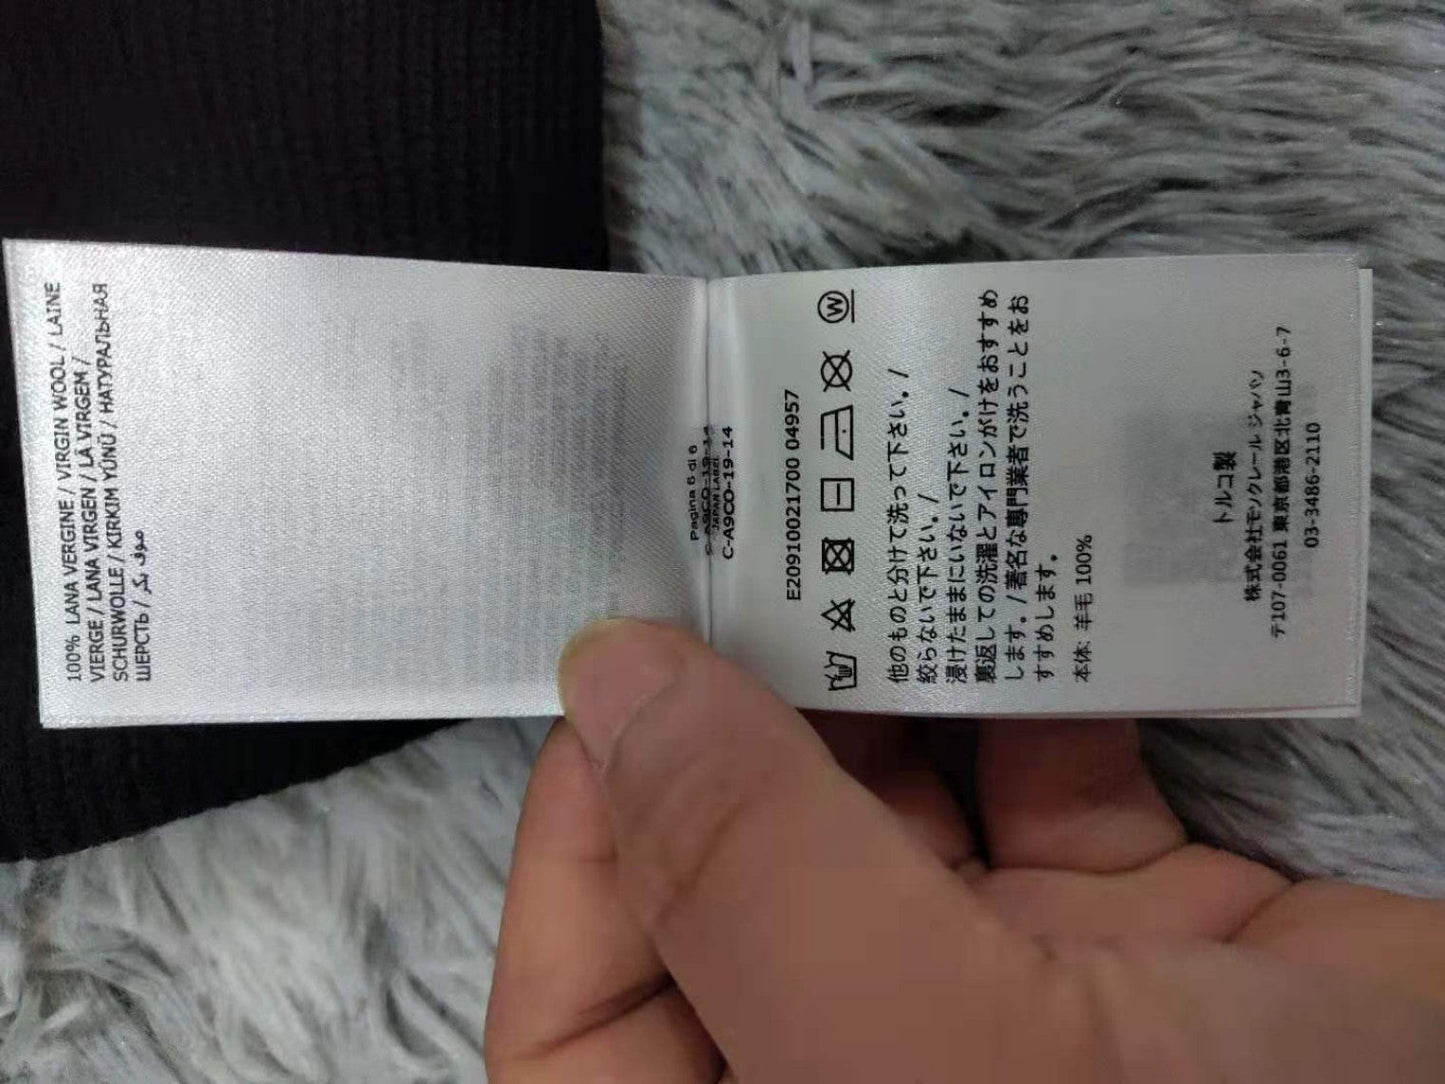 100% LANA VERGINE / VIRGIN WOOL / LAINE
VIERGE / LANA VIRGEN / LÃ VIRGEM /
SCHURWOLLE / KIRKIM YÜNÜ / НАТУРАЛЬНАЯ
ШЕРСТЬ / صوف بكر
Pagina 6 di 6
C-A9CO-19-14
JAPAN LABEL
C-A9CO-19-14
E20910021700 04957
W
他のものと分けて洗って下さい。/
絞らないで下さい。/
浸けたままにいないで下さい。/
裏返しての洗濯とアイロンがけをおすすめ
します。/著名な専門業者で洗うことをお
すすめします。
本体: 羊毛 100%
トルコ製
株式会社モンクレール ジャパン
〒107-0061 東京都港区北青山3-6-7
03-3486-2110